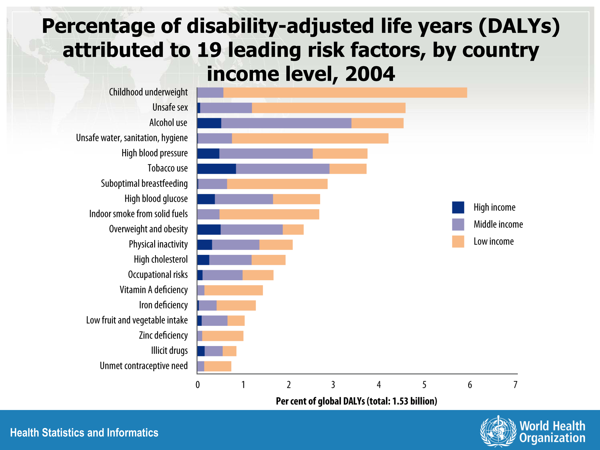 Percentage of disability-adjusted life years (DALYs)
attributed to 19 leading risk factors, by country
income level, 2004
Childhood underweight
Unsafe sex
Alcohol use
Unsafe water, sanitation, hygiene
High blood pressure
Tobacco use
Suboptimal breastfeeding
High blood glucose
Indoor smoke from solid fuels
Overweight and obesity
Physical inactivity
High cholesterol
Occupational risks
Vitamin A deficiency
Iron deficiency
Low fruit and vegetable intake
Zinc deficiency
Illicit drugs
Unmet contraceptive need
High income
Middle income
Low income
0 1 2 3 4 5 6 7
Per cent of global DALYs (total: 1.53 billion)
Health Statistics and Informatics
World Health
Organization